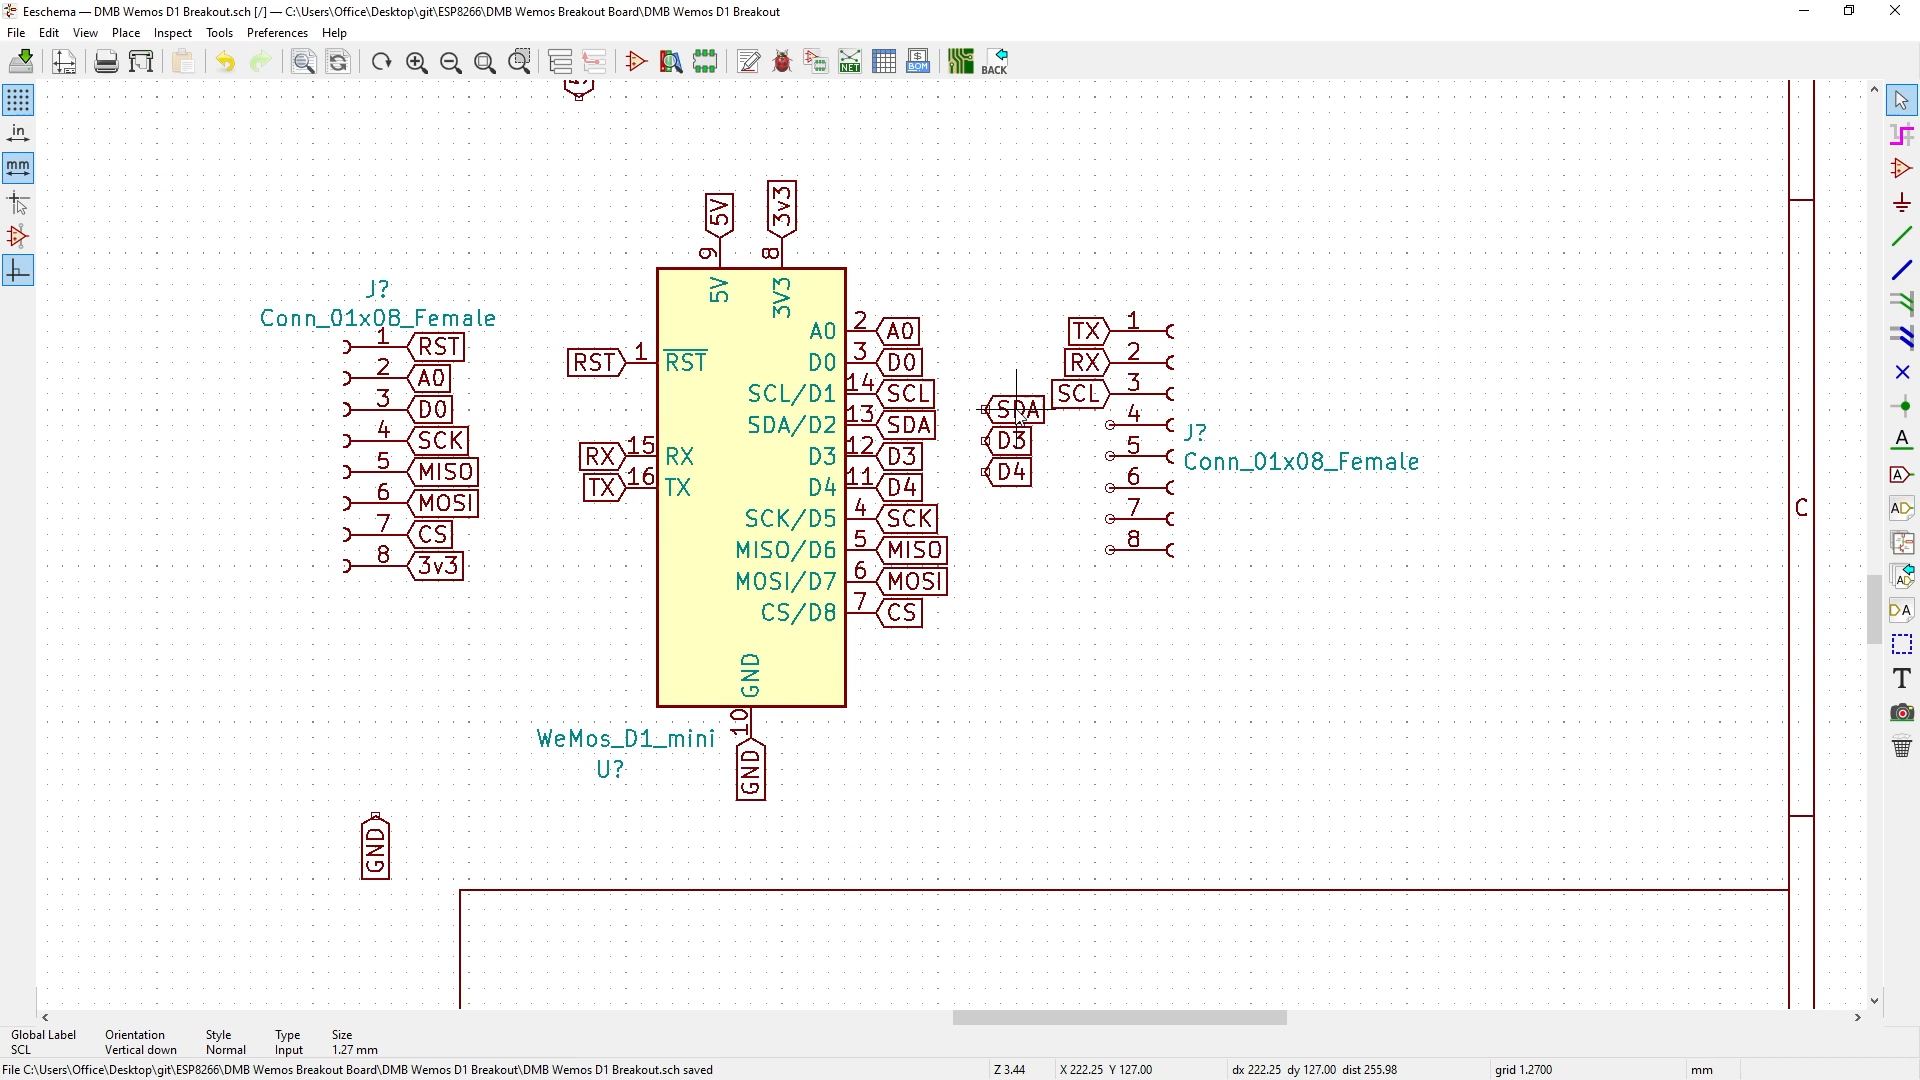 Eeschema — DMB Wemos D1 Breakout.sch [/] — C:\Users\Office\Desktop\git\ESP8266\DMB Wemos Breakout Board\DMB Wemos D1 Breakout
File Edit View Place Inspect Tools Preferences Help
NET
BOM
BACK
in
mm
5V
3v3
9
8
5V
3V3
J?
Conn_01x08_Female
1 RST
2 A0
3 D0
4 SCK
5 MISO
6 MOSI
7 CS
8 3v3
RST 1 RST
RX 15 RX
TX 16 TX
A0 2 A0
D0 3 D0
SCL/D1 14 SCL
SDA/D2 13 SDA
D3 12 D3
D4 11 D4
SCK/D5 4 SCK
MISO/D6 5 MISO
MOSI/D7 6 MOSI
CS/D8 7 CS
GND
10
GND
WeMos_D1_mini
U?
SDA
D3
D4
TX 1
RX 2
SCL 3
4
5
6
7
8
J?
Conn_01x08_Female
GND
C
A
A
AD
AD
DA
T
Global Label Orientation Style Type Size
SCL Vertical down Normal Input 1.27 mm
File C:\Users\Office\Desktop\git\ESP8266\DMB Wemos Breakout Board\DMB Wemos D1 Breakout\DMB Wemos D1 Breakout.sch saved
Z 3.44 X 222.25 Y 127.00 dx 222.25 dy 127.00 dist 255.98 grid 1.2700 mm